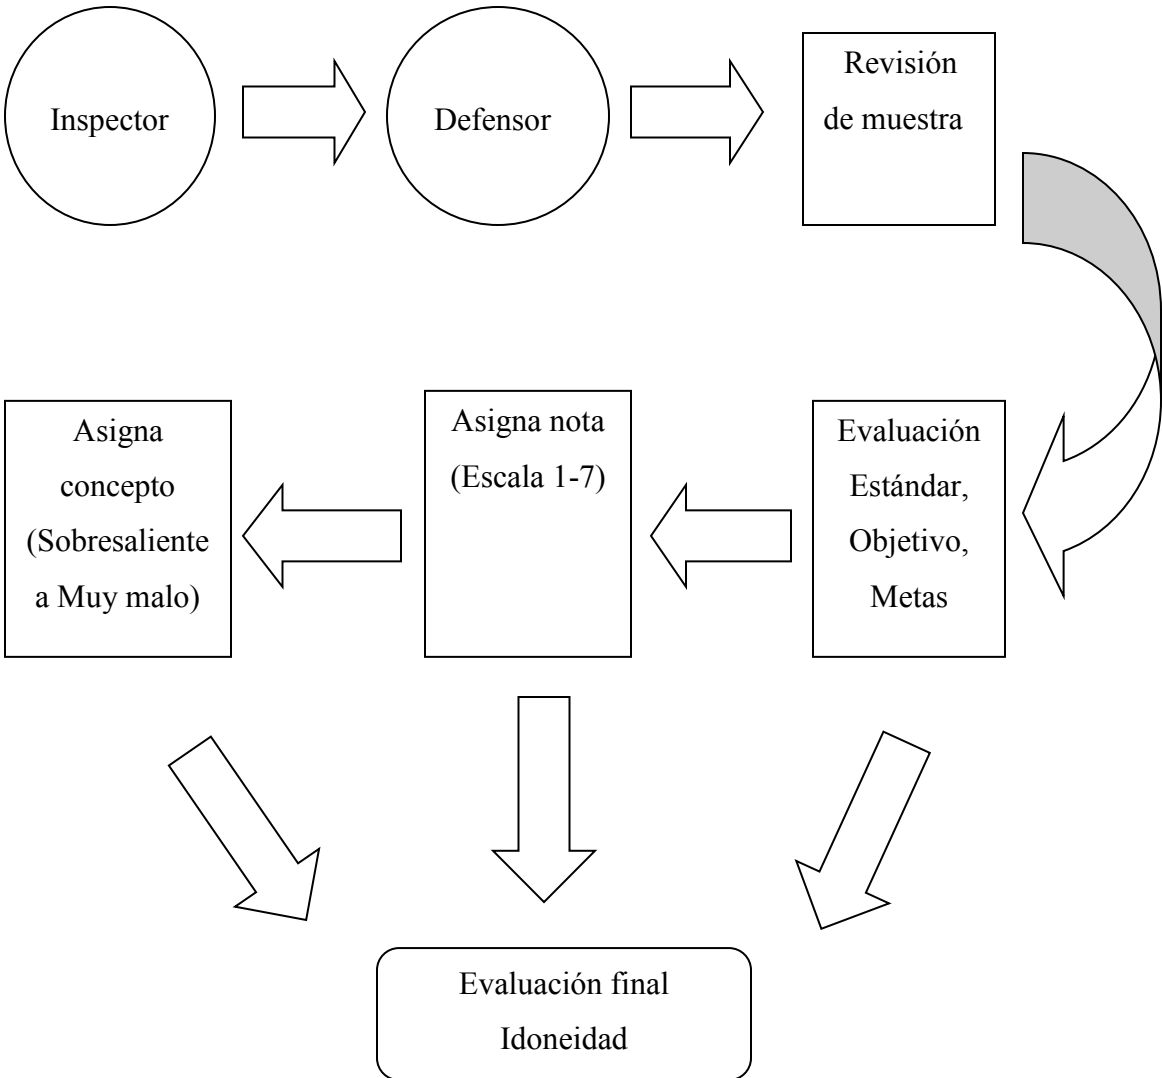 Inspector
Defensor
Revisión
de muestra
Evaluación
Estándar,
Objetivo,
Metas
Asigna nota
(Escala 1-7)
Asigna
concepto
(Sobresaliente
a Muy malo)
Evaluación final
Idoneidad